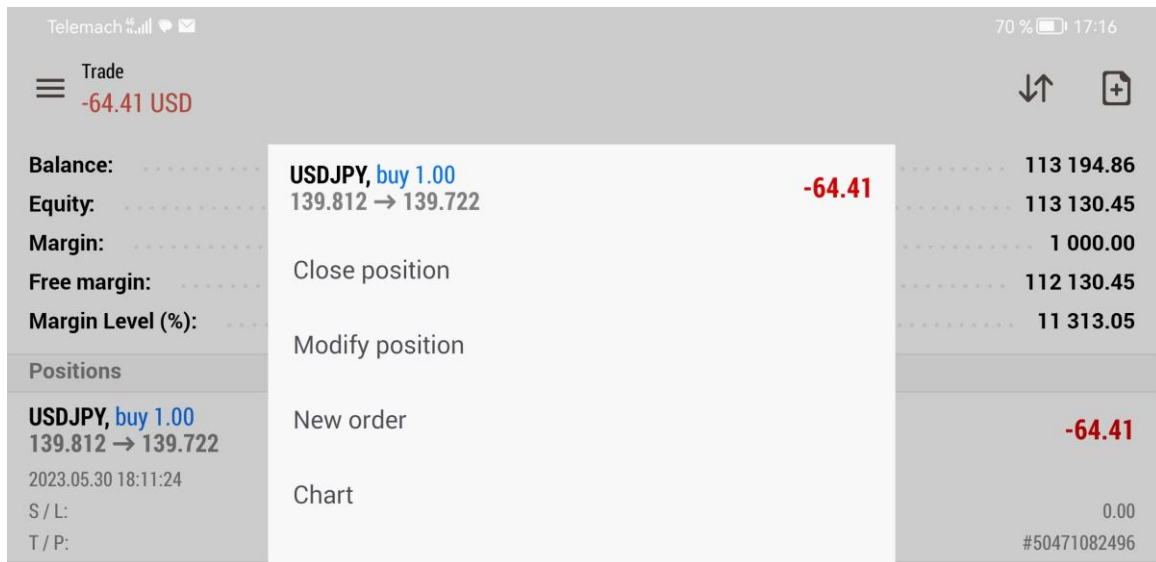 Telemach 4G
70 % 17:16
Trade
-64.41 USD
Balance: 113 194.86
Equity: 113 130.45
Margin: 1 000.00
Free margin: 112 130.45
Margin Level (%): 11 313.05
USDJPY, buy 1.00 -64.41
139.812 → 139.722
Close position
Modify position
New order
Chart
Positions
USDJPY, buy 1.00 -64.41
139.812 → 139.722
2023.05.30 18:11:24
S / L: 0.00
T / P: #50471082496